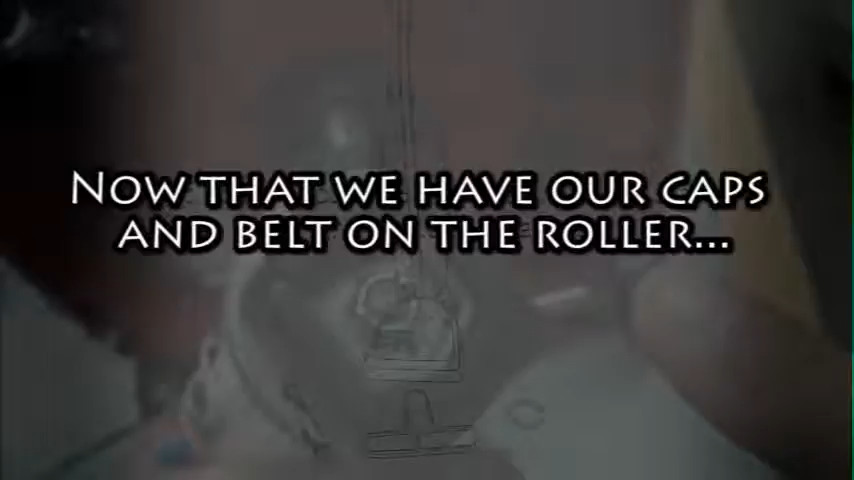 Now that we have our caps
and belt on the roller...